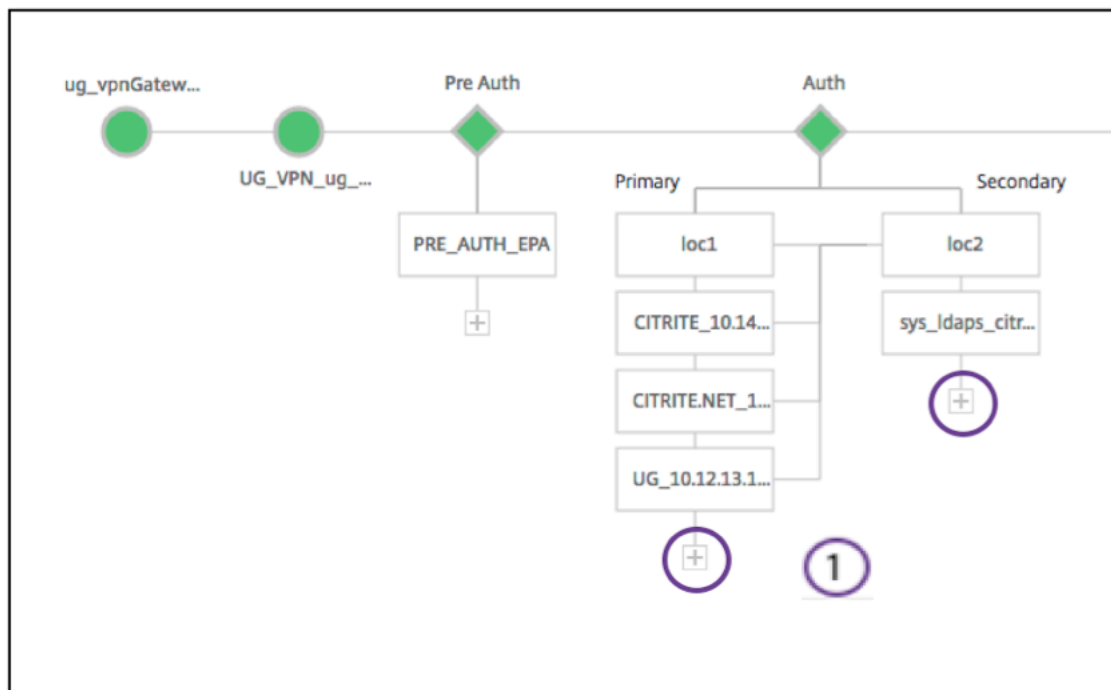 ug_vpnGatew...
Pre Auth
Auth
UG_VPN_ug_...
Primary
Secondary
PRE_AUTH_EPA
loc1
loc2
CITRITE_10.14...
sys_ldaps_citr...
CITRITE.NET_1...
UG_10.12.13.1...
1